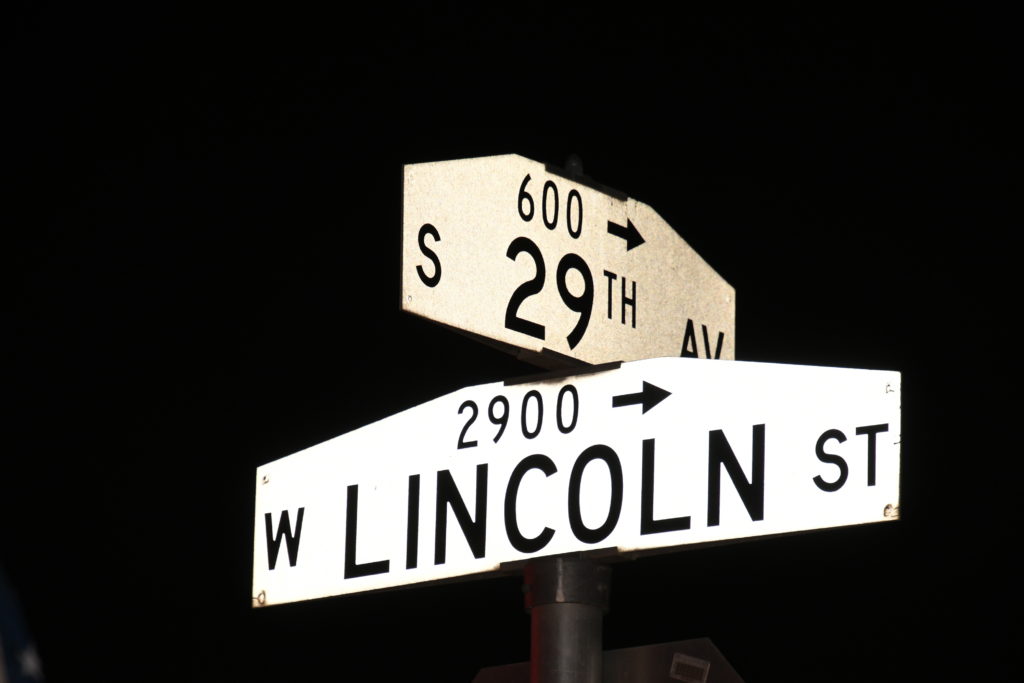 600 →
S 29TH AV
2900 →
W LINCOLN ST